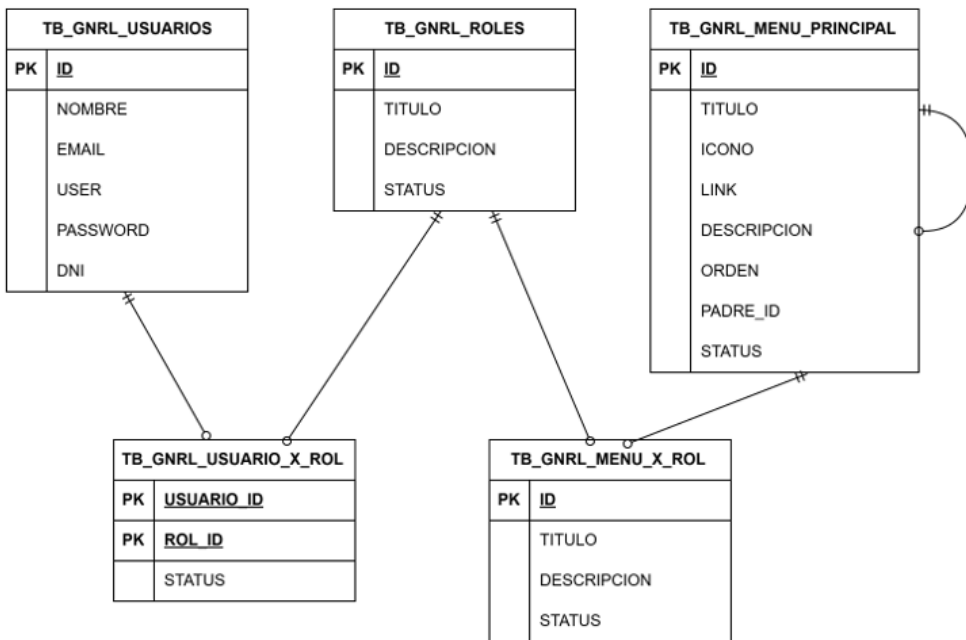 TB_GNRL_USUARIOS
PK ID
NOMBRE
EMAIL
USER
PASSWORD
DNI
TB_GNRL_ROLES
PK ID
TITULO
DESCRIPCION
STATUS
TB_GNRL_MENU_PRINCIPAL
PK ID
TITULO
ICONO
LINK
DESCRIPCION
ORDEN
PADRE_ID
STATUS
TB_GNRL_USUARIO_X_ROL
PK USUARIO_ID
PK ROL_ID
STATUS
TB_GNRL_MENU_X_ROL
PK ID
TITULO
DESCRIPCION
STATUS